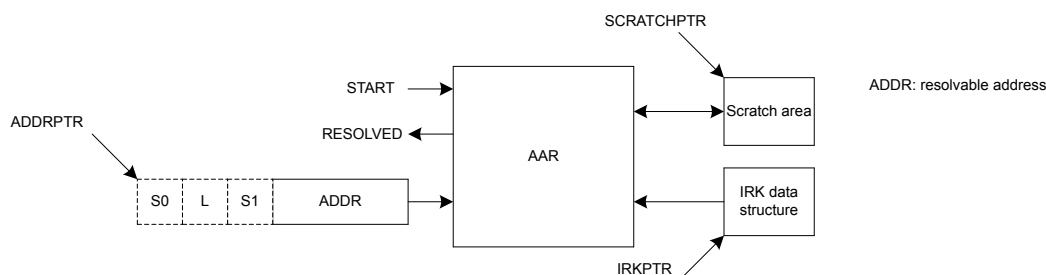 SCRATCHPTR
START
Scratch area
ADDR: resolvable address
ADDRPTR
RESOLVED
AAR
S0 L S1 ADDR
IRK data
structure
IRKPTR